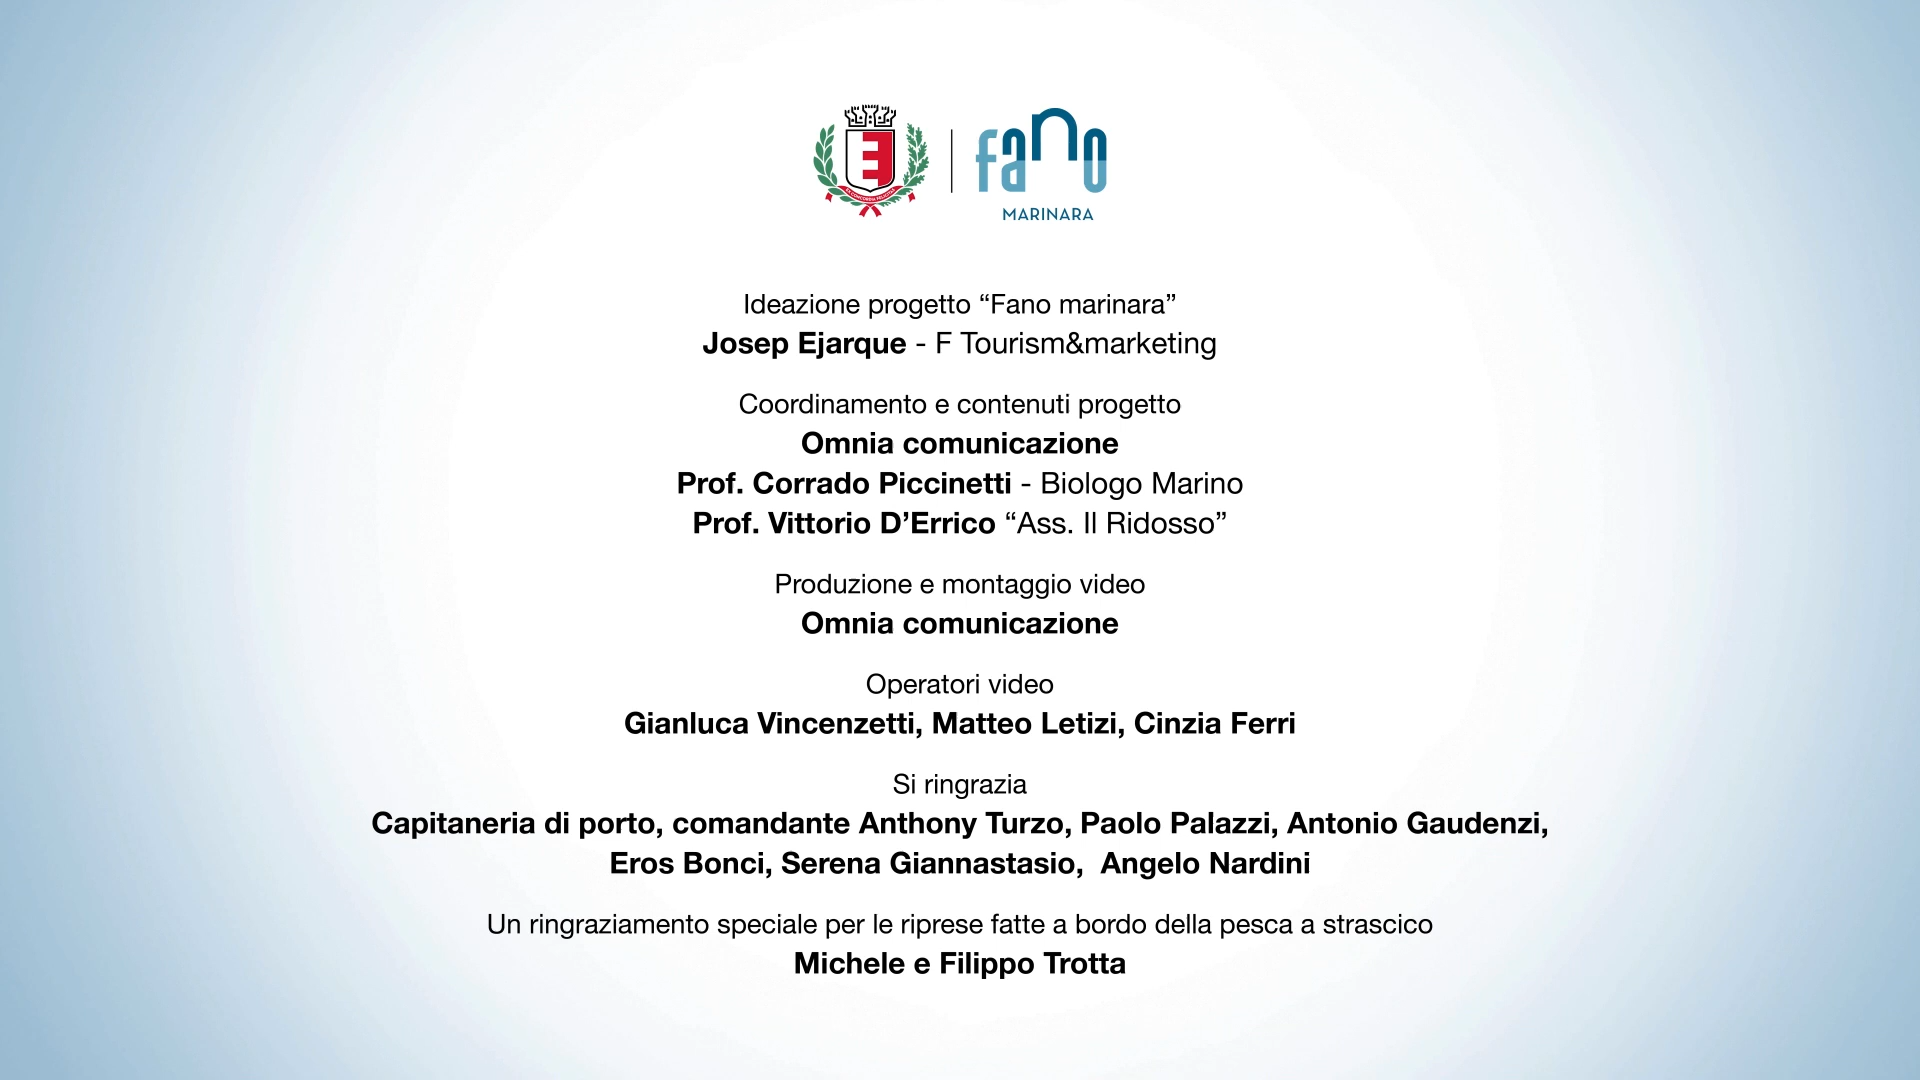 fano
MARINARA
Ideazione progetto “Fano marinara”
Josep Ejarque - F Tourism&marketing
Coordinamento e contenuti progetto
Omnia comunicazione
Prof. Corrado Piccinetti - Biologo Marino
Prof. Vittorio D’Errico “Ass. Il Ridosso”
Produzione e montaggio video
Omnia comunicazione
Operatori video
Gianluca Vincenzetti, Matteo Letizi, Cinzia Ferri
Si ringrazia
Capitaneria di porto, comandante Anthony Turzo, Paolo Palazzi, Antonio Gaudenzi,
Eros Bonci, Serena Giannastasio,  Angelo Nardini
Un ringraziamento speciale per le riprese fatte a bordo della pesca a strascico
Michele e Filippo Trotta